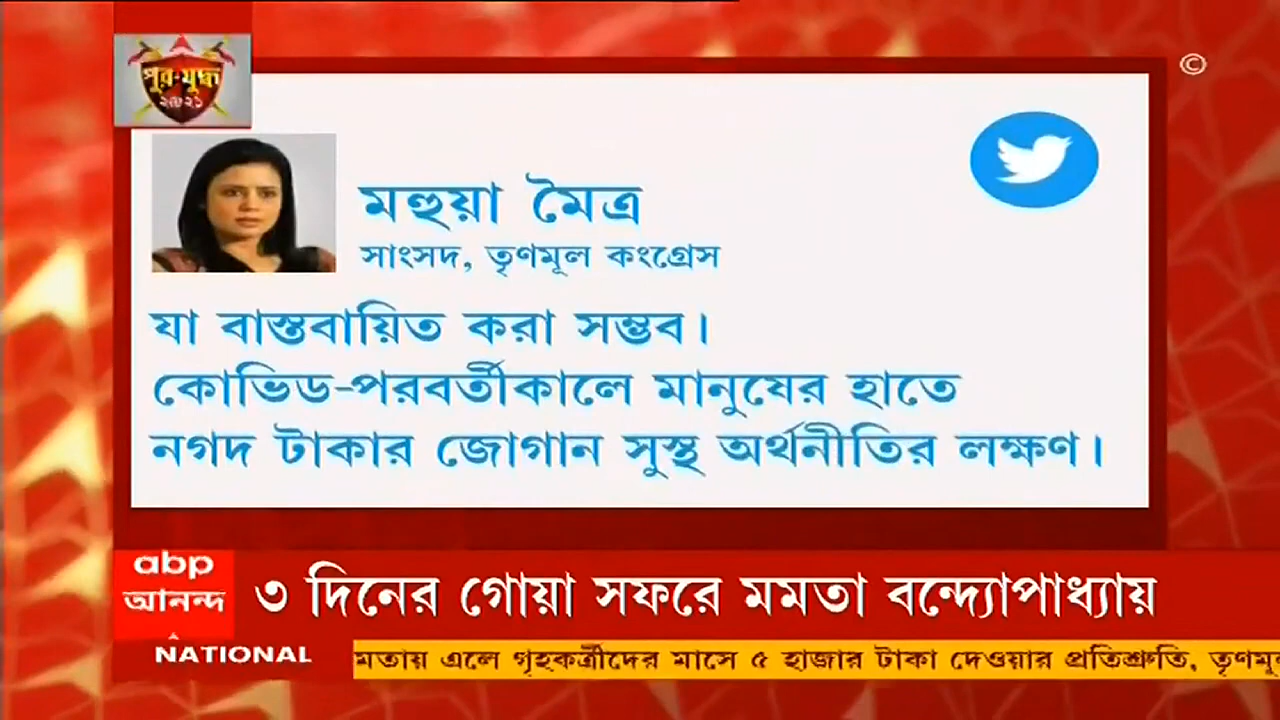 পুর-যুদ্ধ
২০২১
©
মহুয়া মৈত্র
সাংসদ, তৃণমূল কংগ্রেস
যা বাস্তবায়িত করা সম্ভব।
কোভিড-পরবর্তীকালে মানুষের হাতে
নগদ টাকার জোগান সুস্থ অর্থনীতির লক্ষণ।
abp
আনন্দ
৩ দিনের গোয়া সফরে মমতা বন্দ্যোপাধ্যায়
NATIONAL
মতায় এলে গৃহকর্ত্রীদের মাসে ৫ হাজার টাকা দেওয়ার প্রতিশ্রুতি, তৃণমূল